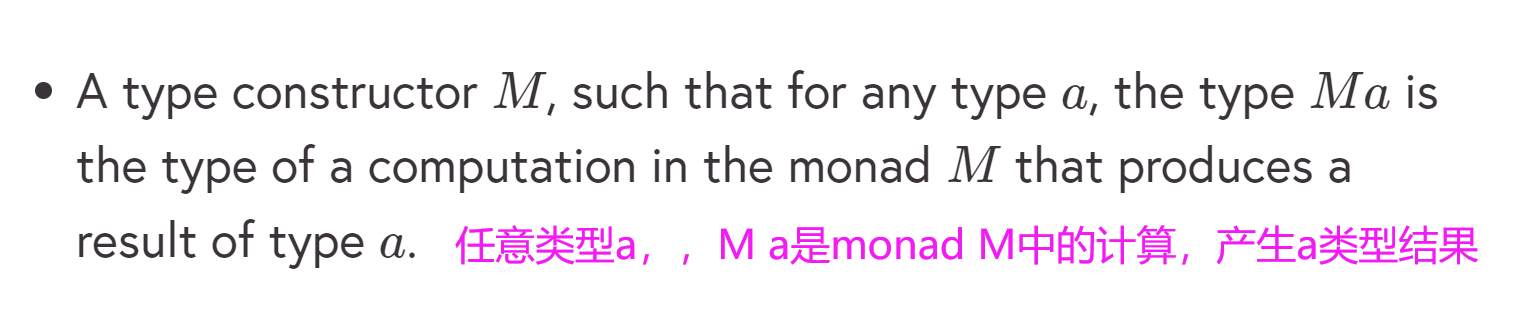 • A type constructor M, such that for any type a, the type Ma is
the type of a computation in the monad M that produces a
result of type a. 任意类型a，，M a是monad M中的计算，产生a类型结果